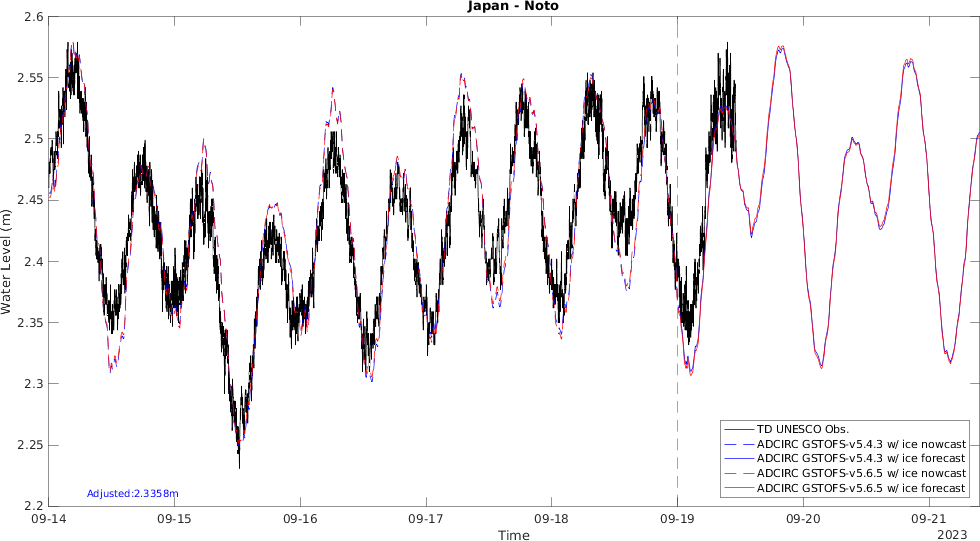 Japan - Noto
2.6
2.55
2.5
2.45
2.4
2.35
2.3
2.25
2.2
Water Level (m)
Adjusted:2.3358m
TD UNESCO Obs.
ADCIRC GSTOFS-v5.4.3 w/ ice nowcast
ADCIRC GSTOFS-v5.4.3 w/ ice forecast
ADCIRC GSTOFS-v5.6.5 w/ ice nowcast
ADCIRC GSTOFS-v5.6.5 w/ ice forecast
09-14 09-15 09-16 09-17 09-18 09-19 09-20 09-21
Time
2023